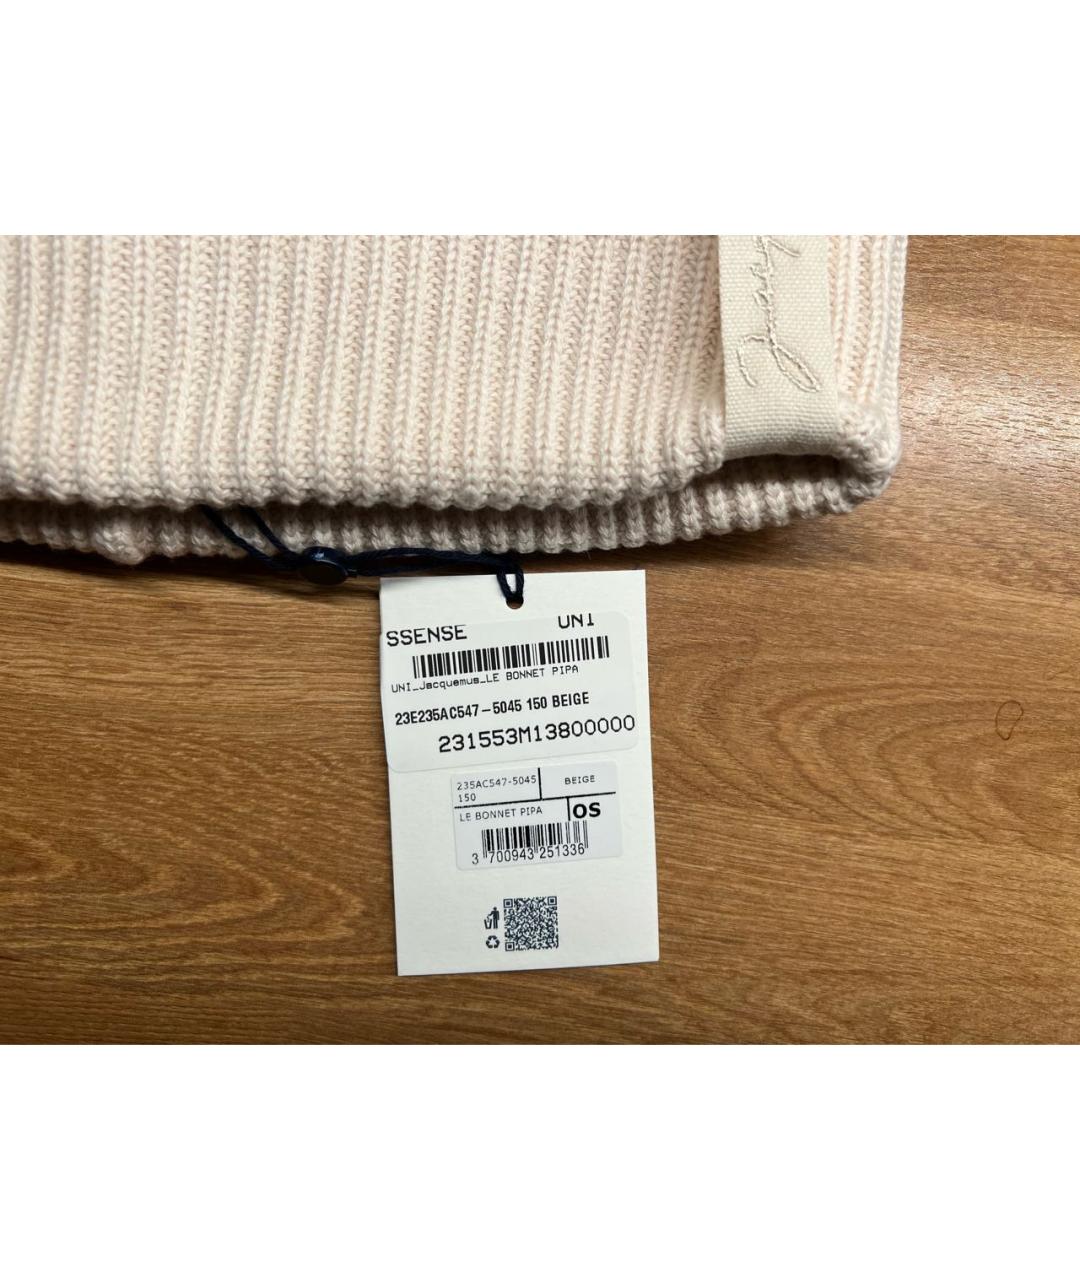 SSENSE UNI
UNI_Jacquemus_LE BONNET PIPA
23E235AC547-5045 150 BEIGE
231553M13800000
235AC547-5045 BEIGE
150
LE BONNET PIPA OS
3 700943 251336